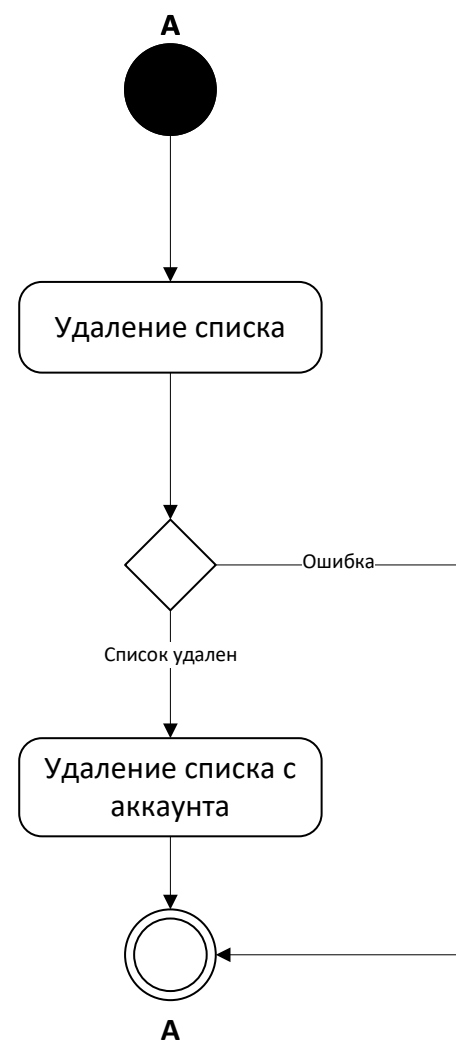 А
Удаление списка
Ошибка
Список удален
Удаление списка с
аккаунта
А